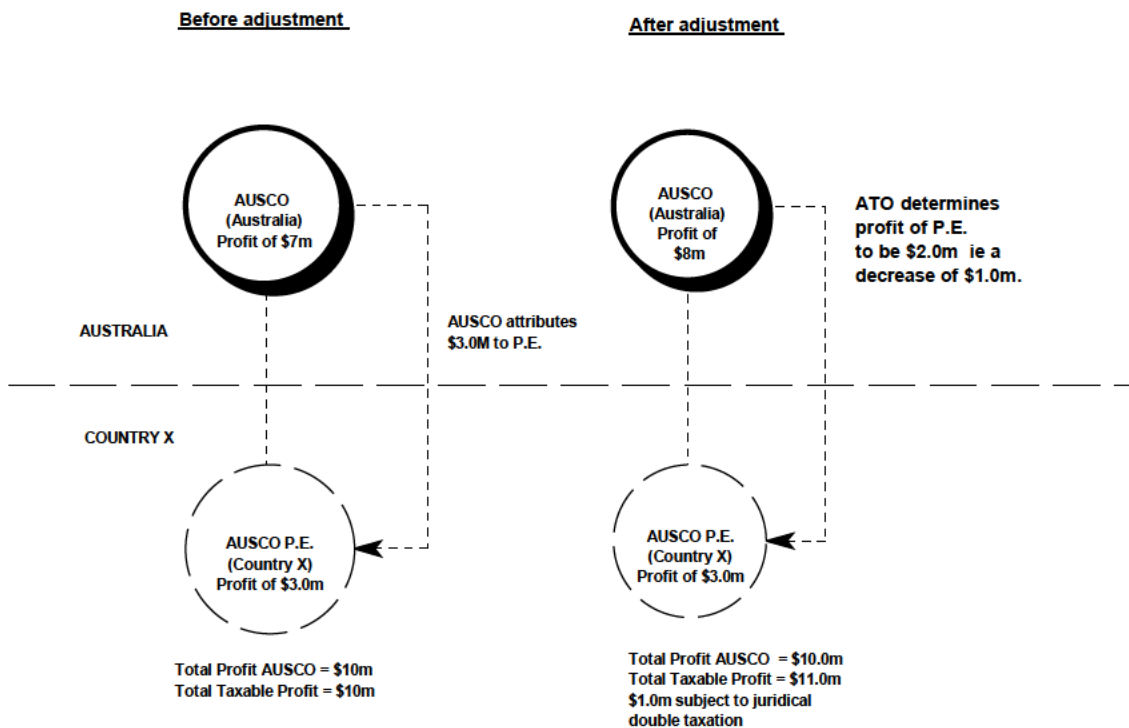 Before adjustment
After adjustment
AUSCO
(Australia)
Profit of $7m
AUSCO
(Australia)
Profit of
$8m
ATO determines
profit of P.E.
to be $2.0m ie a
decrease of $1.0m.
AUSTRALIA
AUSCO attributes
$3.0M to P.E.
COUNTRY X
AUSCO P.E.
(Country X)
Profit of $3.0m
AUSCO P.E.
(Country X)
Profit of $3.0m
Total Profit AUSCO = $10m
Total Taxable Profit = $10m
Total Profit AUSCO = $10.0m
Total Taxable Profit = $11.0m
$1.0m subject to juridical
double taxation